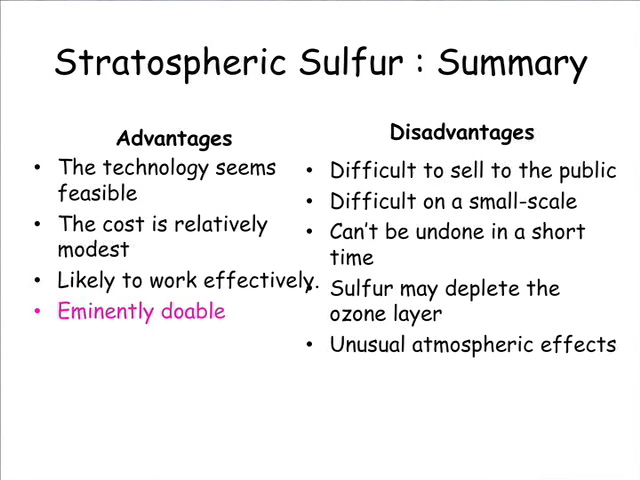 Stratospheric Sulfur : Summary
Advantages
• The technology seems
feasible
• The cost is relatively
modest
• Likely to work effectively.
• Eminently doable
Disadvantages
• Difficult to sell to the public
• Difficult on a small-scale
• Can't be undone in a short
time
• Sulfur may deplete the
ozone layer
• Unusual atmospheric effects